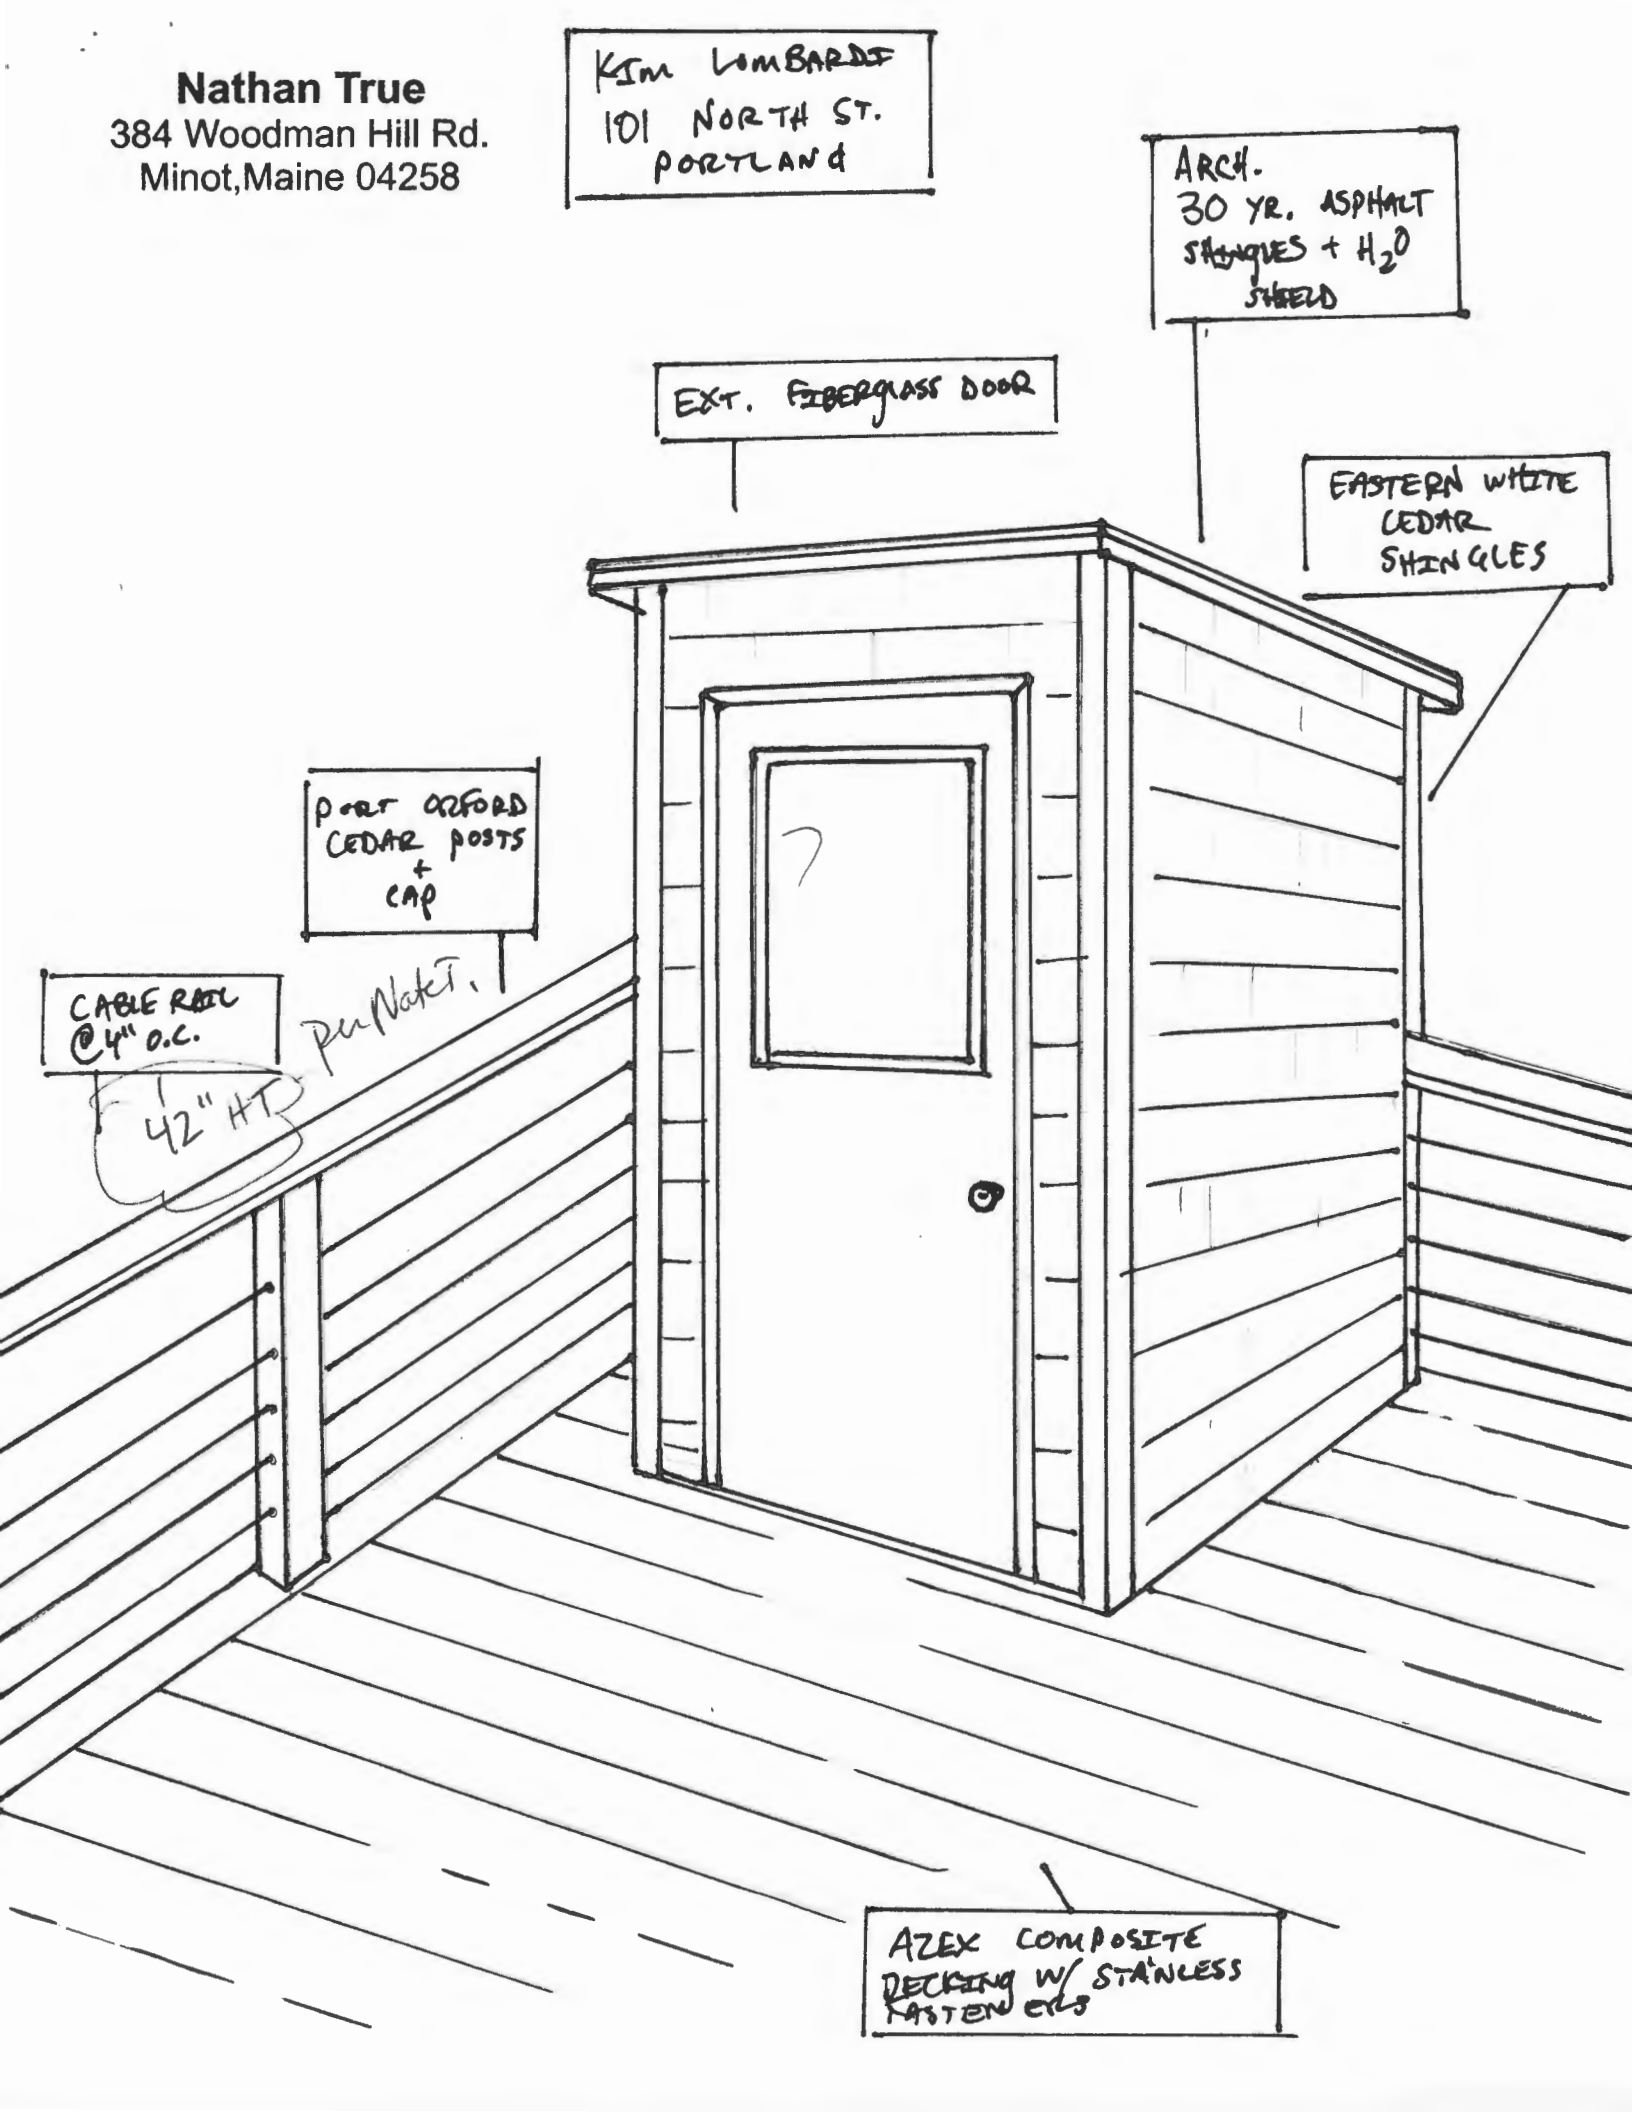 Nathan True
384 Woodman Hill Rd.
Minot,Maine 04258
KIM LOMBARDI
101 NORTH ST.
PORTLAND
ARCH.
30 YR. ASPHALT
SHINGLES + H2O
SHIELD
EXT. FIBERGLASS DOOR
EASTERN WHITE
CEDAR
SHINGLES
PORT ORFORD
CEDAR POSTS
+
CAP
CABLE RAIL
@ 4" O.C.
42" HT
per Nate T.
?
AZEX COMPOSITE
DECKING W/ STAINLESS
FASTENERS